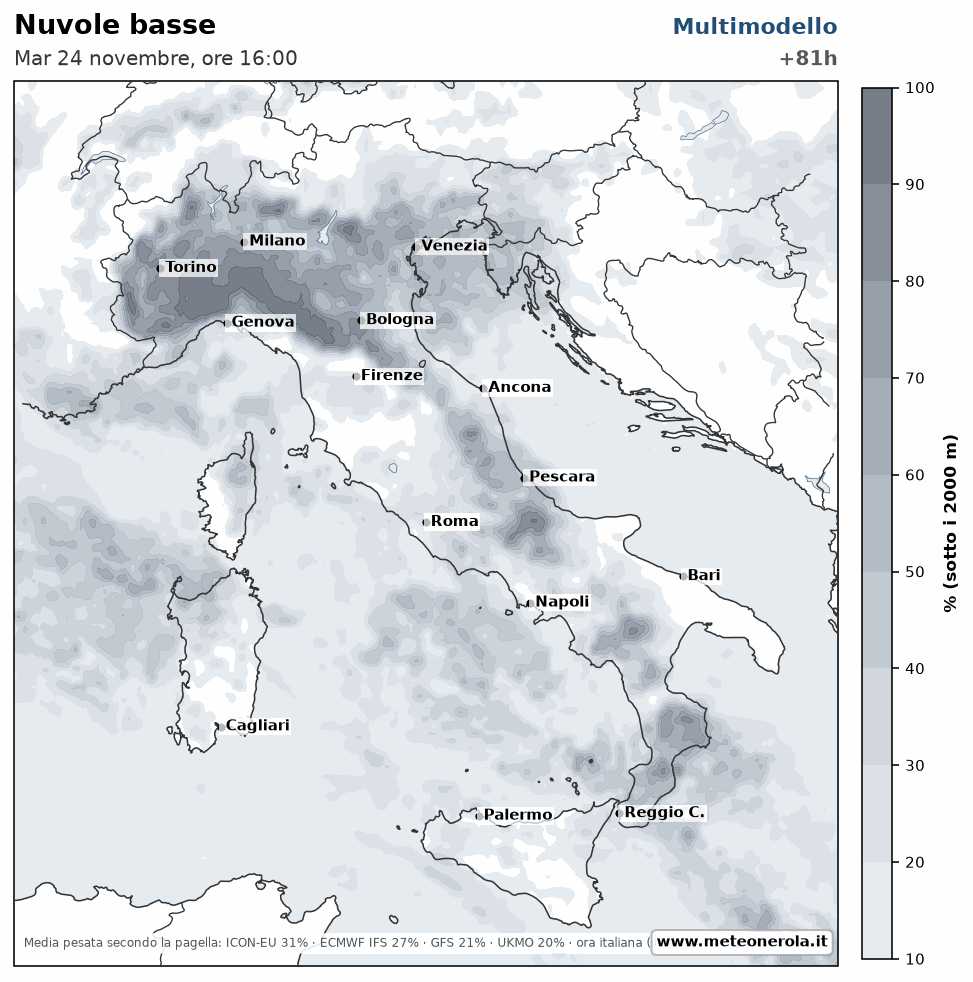 Nuvole basse
Multimodello
Mar 24 novembre, ore 16:00
+81h
Milano
Venezia
Torino
Genova
Bologna
Firenze
Ancona
Pescara
Roma
Bari
Napoli
Cagliari
Palermo
Reggio C.
100
90
80
70
60
50
40
30
20
10
% (sotto i 2000 m)
Media pesata secondo la pagella: ICON-EU 31% · ECMWF IFS 27% · GFS 21% · UKMO 20% · ora italiana (
www.meteonerola.it